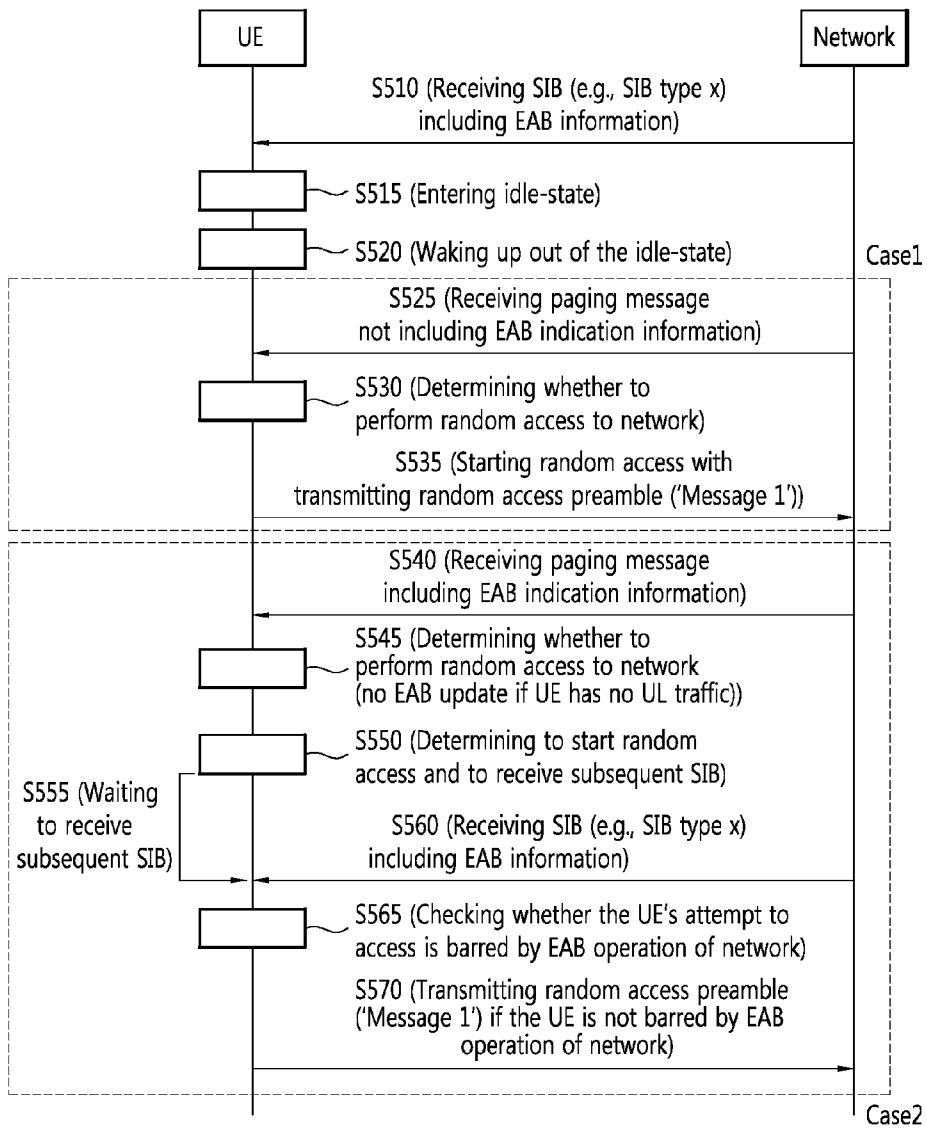 UE
Network
S510 (Receiving SIB (e.g., SIB type x)
including EAB information)
S515 (Entering idle-state)
S520 (Waking up out of the idle-state)
Case1
S525 (Receiving paging message
not including EAB indication information)
S530 (Determining whether to
perform random access to network)
S535 (Starting random access with
transmitting random access preamble ('Message 1'))
S540 (Receiving paging message
including EAB indication information)
S545 (Determining whether to
perform random access to network
(no EAB update if UE has no UL traffic))
S550 (Determining to start random
access and to receive subsequent SIB)
S555 (Waiting
to receive
subsequent SIB)
S560 (Receiving SIB (e.g., SIB type x)
including EAB information)
S565 (Checking whether the UE's attempt to
access is barred by EAB operation of network)
S570 (Transmitting random access preamble
('Message 1') if the UE is not barred by EAB
operation of network)
Case2